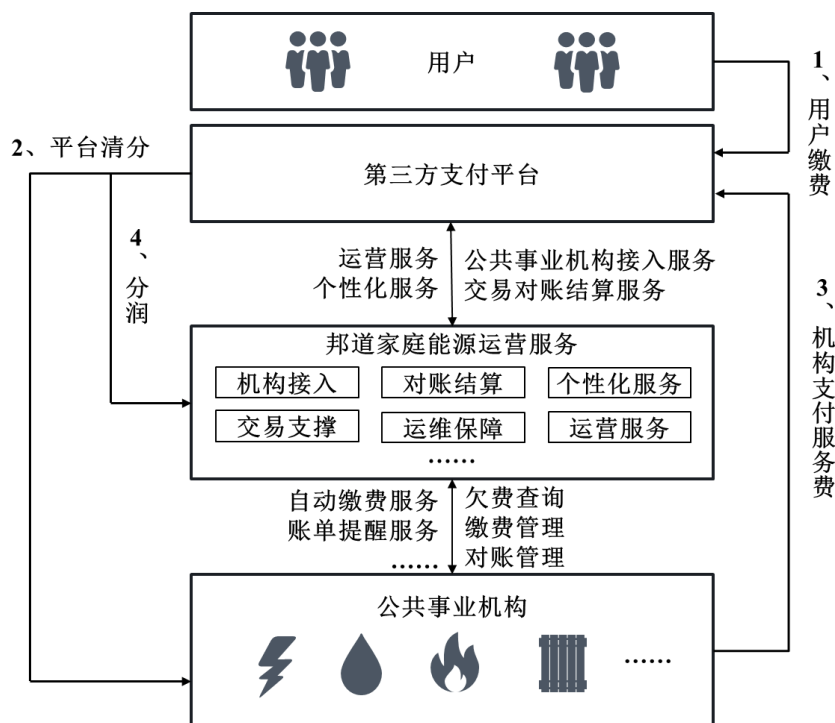 用户
1、用户缴费
2、平台清分
第三方支付平台
4、分润
运营服务
个性化服务
公共事业机构接入服务
交易对账结算服务
3、机构支付服务费
邦道家庭能源运营服务
机构接入
对账结算
个性化服务
交易支撑
运维保障
运营服务
……
自动缴费服务
账单提醒服务
……
欠费查询
缴费管理
对账管理
公共事业机构
……